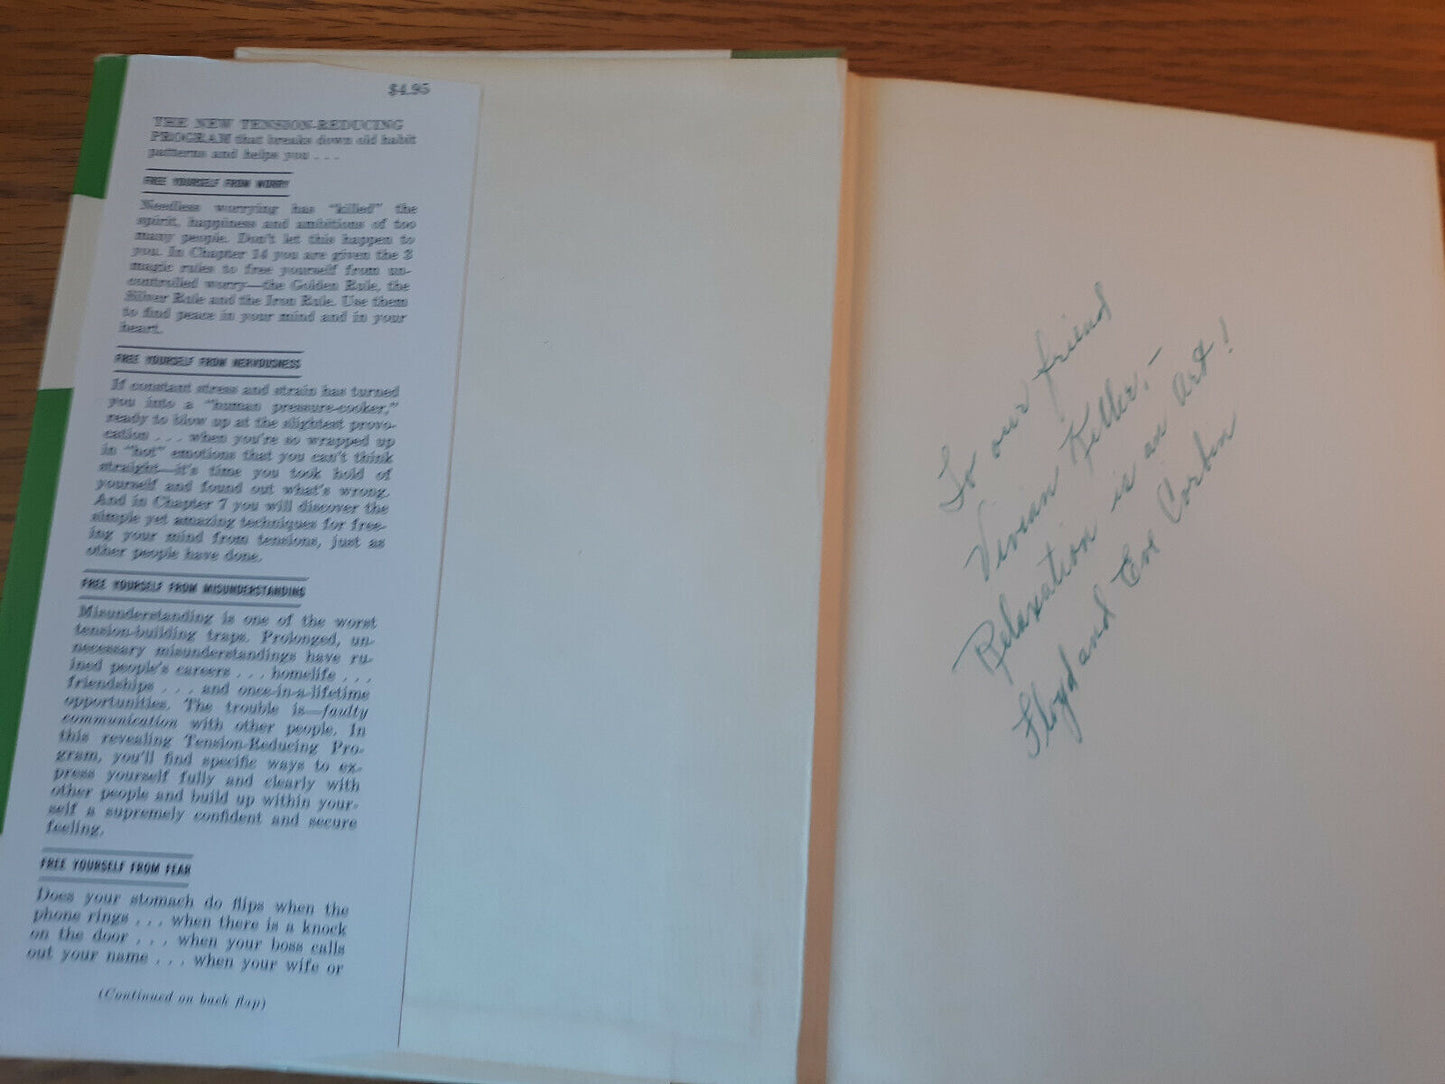 $4.95
THE NEW TENSION-REDUCING
PROGRAM that breaks down old habit
patterns and helps you . . .
FREE YOURSELF FROM WORRY
Needless worrying has "killed" the
spirit, happiness and ambitions of too
many people. Don't let this happen to
you. In Chapter 14 you are given the 3
magic rules to free yourself from un-
controlled worry—the Golden Rule, the
Silver Rule and the Iron Rule. Use them
to find peace in your mind and in your
heart.
FREE YOURSELF FROM NERVOUSNESS
If constant stress and strain has turned
you into a "human pressure-cooker,"
ready to blow up at the slightest provo-
cation . . . when you're so wrapped up
in "hot" emotions that you can't think
straight—it's time you took hold of
yourself and found out what's wrong.
And in Chapter 7 you will discover the
simple yet amazing techniques for free-
ing your mind from tensions, just as
other people have done.
FREE YOURSELF FROM MISUNDERSTANDING
Misunderstanding is one of the worst
tension-building traps. Prolonged, un-
necessary misunderstandings have ru-
ined people's careers . . . homelife . . .
friendships . . . and once-in-a-lifetime
opportunities. The trouble is—faulty
communication with other people. In
this revealing Tension-Reducing Pro-
gram, you'll find specific ways to ex-
press yourself fully and clearly with
other people and build up within your-
self a supremely confident and secure
feeling.
FREE YOURSELF FROM FEAR
Does your stomach do flips when the
phone rings . . . when there is a knock
on the door . . . when your boss calls
out your name . . . when your wife or
(Continued on back flap)
To our friend
Vivian Killer,—
Relaxation is an art!
Floyd and Eve Corbin